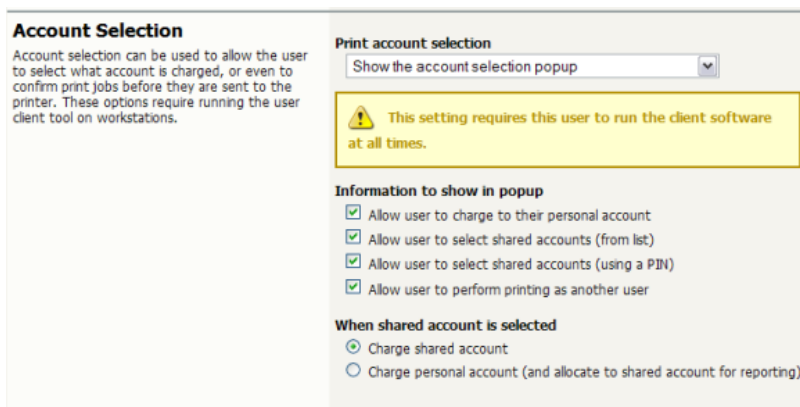 Account Selection
Account selection can be used to allow the user
to select what account is charged, or even to
confirm print jobs before they are sent to the
printer. These options require running the user
client tool on workstations.
Print account selection
Show the account selection popup
This setting requires this user to run the client software
at all times.
Information to show in popup
Allow user to charge to their personal account
Allow user to select shared accounts (from list)
Allow user to select shared accounts (using a PIN)
Allow user to perform printing as another user
When shared account is selected
Charge shared account
Charge personal account (and allocate to shared account for reporting)